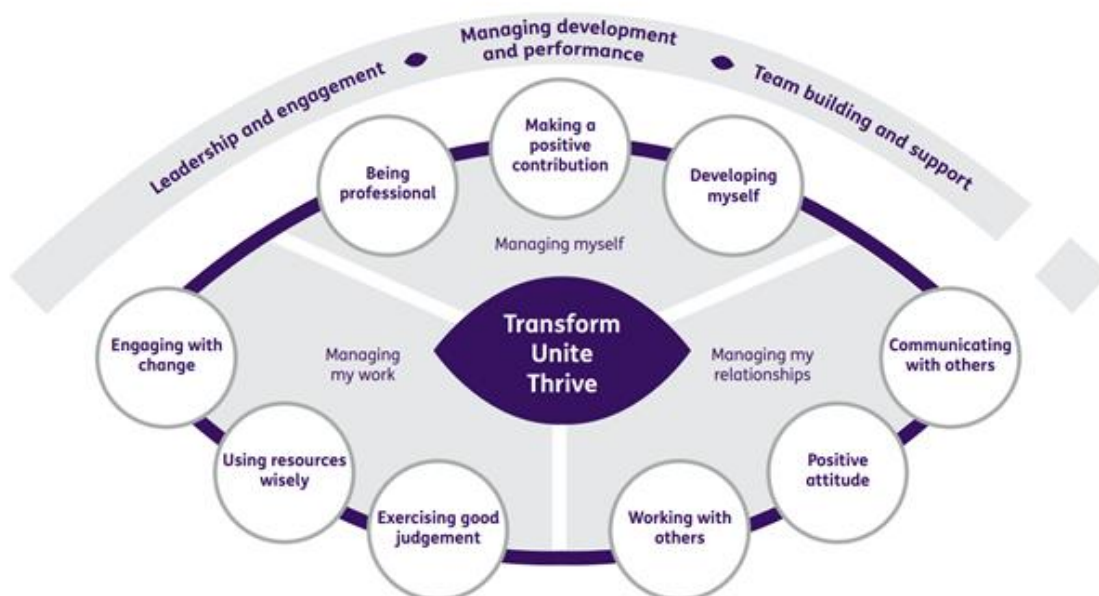 Leadership and engagement
Managing development
and performance
Team building and support
Being
professional
Making a
positive
contribution
Developing
myself
Managing myself
Engaging with
change
Managing
my work
Transform
Unite
Thrive
Managing my
relationships
Communicating
with others
Using resources
wisely
Exercising good
judgement
Working with
others
Positive
attitude